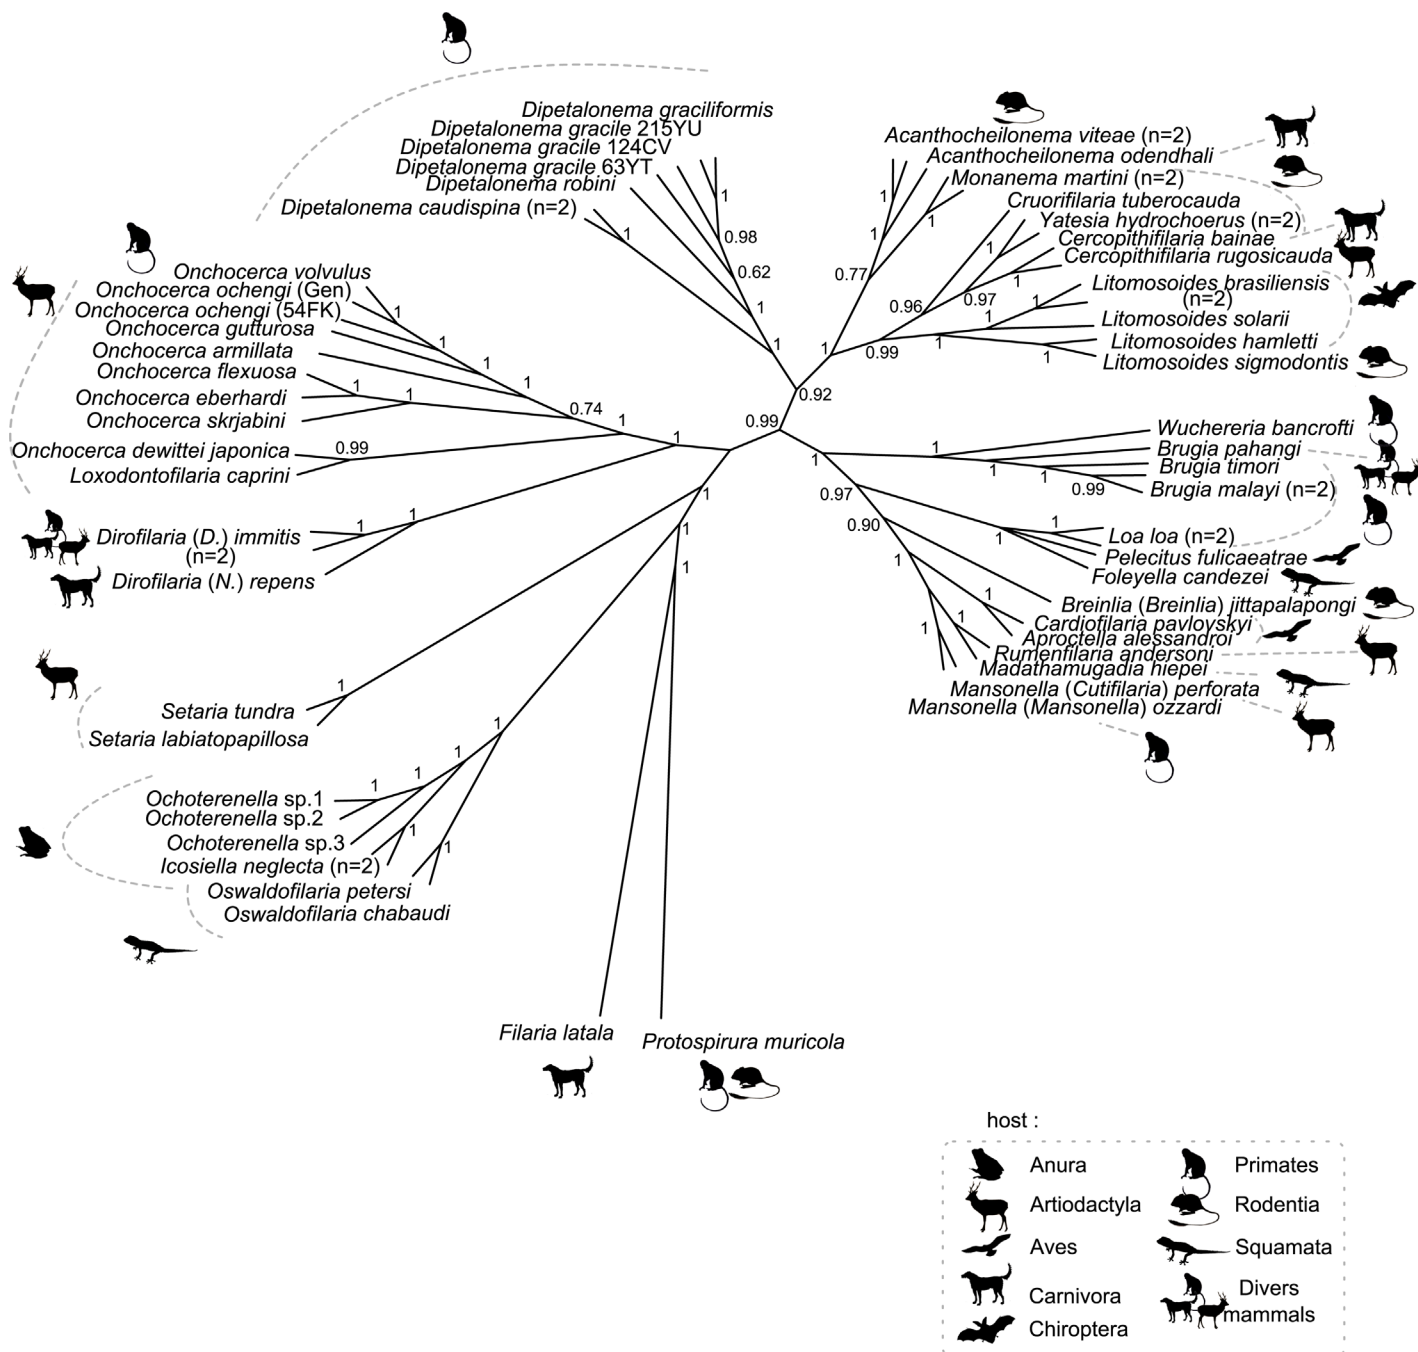 Dipetalonema graciliformis
Dipetalonema gracile 215YU
Dipetalonema gracile 124CV
Dipetalonema gracile 63YT
Dipetalonema robini
Dipetalonema caudispina (n=2)
1
1
0.98
0.62
1
1
Acanthocheilonema viteae (n=2)
Acanthocheilonema odendhali
Monanema martini (n=2)
Cruorifilaria tuberocauda
Yatesia hydrochoerus (n=2)
Cercopithifilaria bainae
Cercopithifilaria rugosicauda
Litomosoides brasiliensis
(n=2)
Litomosoides solarii
Litomosoides hamletti
Litomosoides sigmodontis
1
1
1
0.77
1
1
0.96
0.97
1
1
1
0.99
1
0.92
0.99
Onchocerca volvulus
Onchocerca ochengi (Gen)
Onchocerca ochengi (54FK)
Onchocerca gutturosa
Onchocerca armillata
Onchocerca flexuosa
Onchocerca eberhardi
Onchocerca skrjabini
Onchocerca dewittei japonica
Loxodontofilaria caprini
1
1
1
1
1
1
0.74
1
1
0.99
Dirofilaria (D.) immitis
(n=2)
Dirofilaria (N.) repens
1
1
Wuchereria bancrofti
Brugia pahangi
Brugia timori
Brugia malayi (n=2)
1
1
1
1
0.99
0.97
0.90
Loa loa (n=2)
Pelecitus fulicaeatrae
Foleyella candezei
1
1
Breinlia (Breinlia) jittapalapongi
Cardiofilaria pavlovskyi
Aproctella alessandroi
Rumenfilaria andersoni
Madathamugadia hiepei
Mansonella (Cutifilaria) perforata
Mansonella (Mansonella) ozzardi
1
1
1
1
1
1
1
Setaria tundra
Setaria labiatopapillosa
1
Ochoterenella sp.1
Ochoterenella sp.2
Ochoterenella sp.3
Icosiella neglecta (n=2)
Oswaldofilaria petersi
Oswaldofilaria chabaudi
1
1
1
1
1
1
Filaria latala
Protospirura muricola
host :
Anura
Primates
Artiodactyla
Rodentia
Aves
Squamata
Carnivora
Divers
mammals
Chiroptera